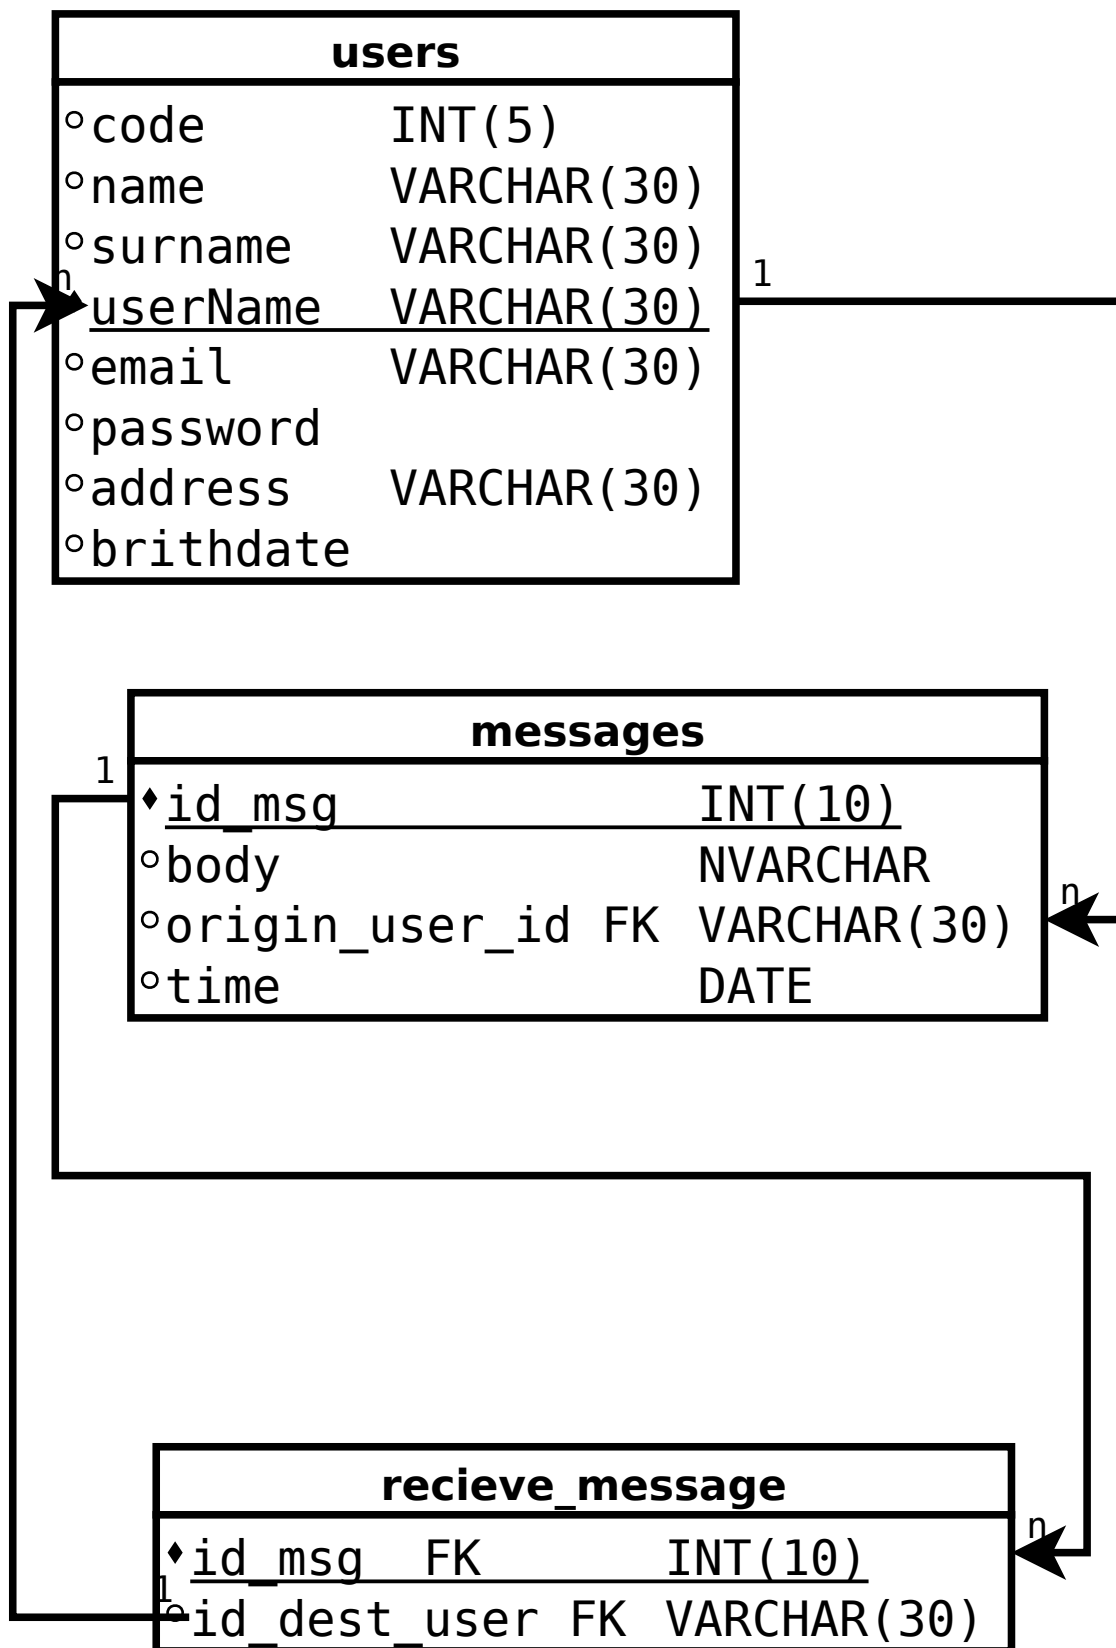 users
code INT(5)
name VARCHAR(30)
surname VARCHAR(30)
n
1
userName VARCHAR(30)
email VARCHAR(30)
password
address VARCHAR(30)
brithdate
messages
1
id_msg INT(10)
body NVARCHAR
n
origin_user_id FK VARCHAR(30)
time DATE
recieve_message
n
id_msg FK INT(10)
1
id_dest_user FK VARCHAR(30)